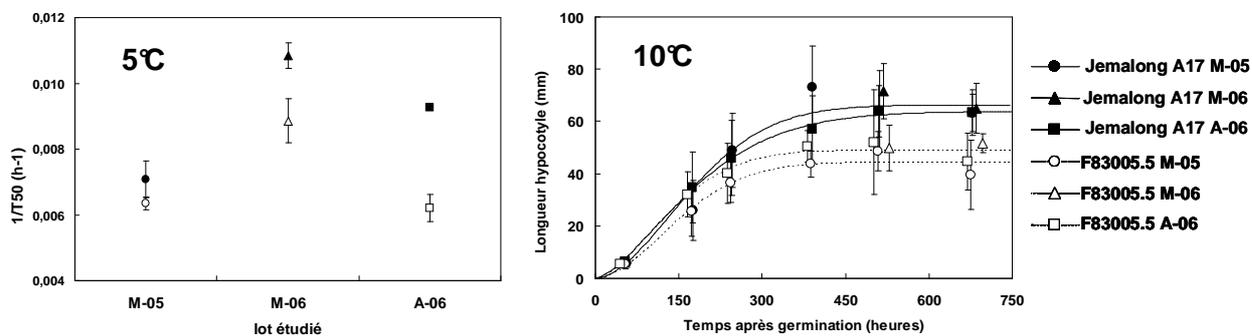 0,012
0,010
0,008
0,006
0,004
1/T50 (h-1)
5°C
M-05 M-06 A-06
lot étudié
100
80
60
40
20
0
Longueur hypocotyle (mm)
10°C
0 150 300 450 600 750
Temps après germination (heures)
Jemalong A17 M-05
Jemalong A17 M-06
Jemalong A17 A-06
F83005.5 M-05
F83005.5 M-06
F83005.5 A-06